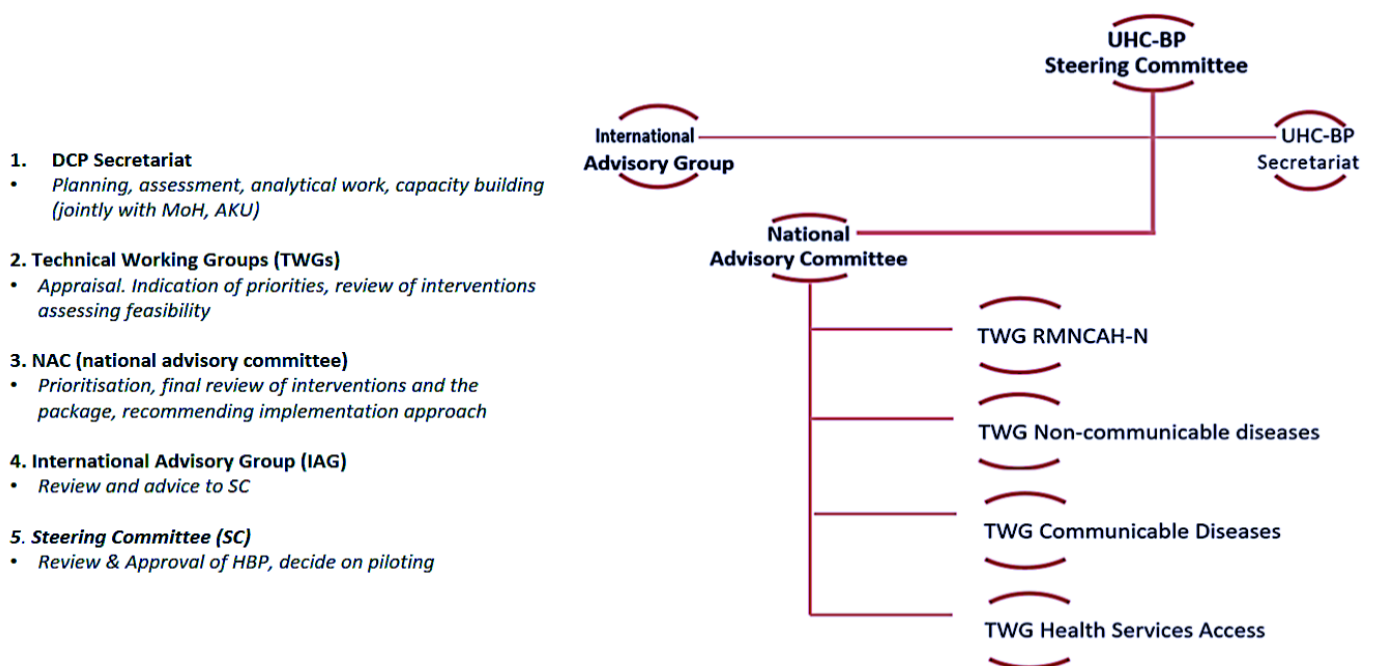 1. DCP Secretariat
• Planning, assessment, analytical work, capacity building
(jointly with MoH, AKU)
2. Technical Working Groups (TWGs)
• Appraisal. Indication of priorities, review of interventions
assessing feasibility
3. NAC (national advisory committee)
• Prioritisation, final review of interventions and the
package, recommending implementation approach
4. International Advisory Group (IAG)
• Review and advice to SC
5. Steering Committee (SC)
• Review & Approval of HBP, decide on piloting
UHC-BP
Steering Committee
International
Advisory Group
UHC-BP
Secretariat
National
Advisory Committee
TWG RMNCAH-N
TWG Non-communicable diseases
TWG Communicable Diseases
TWG Health Services Access